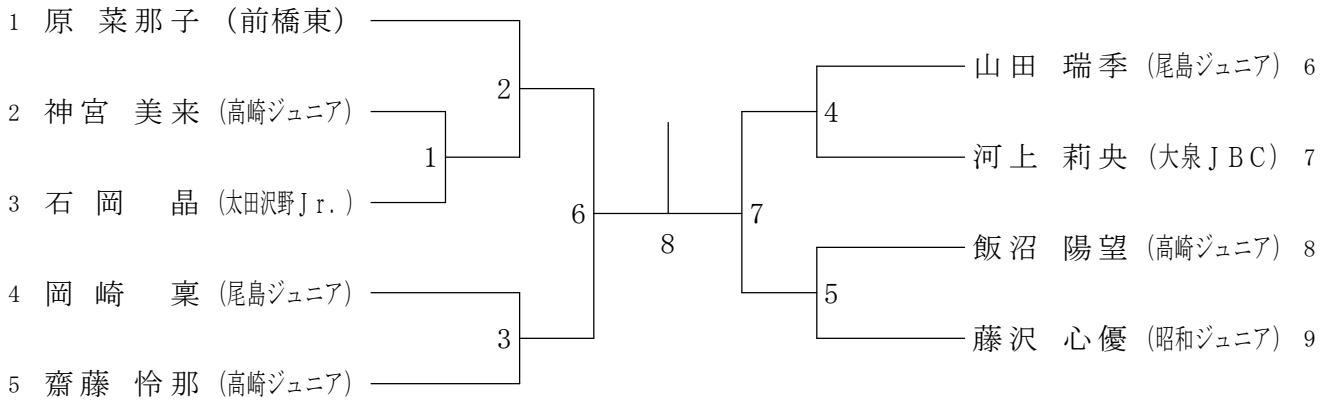 1 原 菜那子 (前橋東)
2 神宮 美来 (高崎ジュニア)
3 石岡 晶 (太田沢野Jr.)
4 岡崎 稟 (尾島ジュニア)
5 齋藤 怜那 (高崎ジュニア)
2
1
6
3
8
7
4
5
山田 瑞季 (尾島ジュニア) 6
河上 莉央 (大泉JBC) 7
飯沼 陽望 (高崎ジュニア) 8
藤沢 心優 (昭和ジュニア) 9